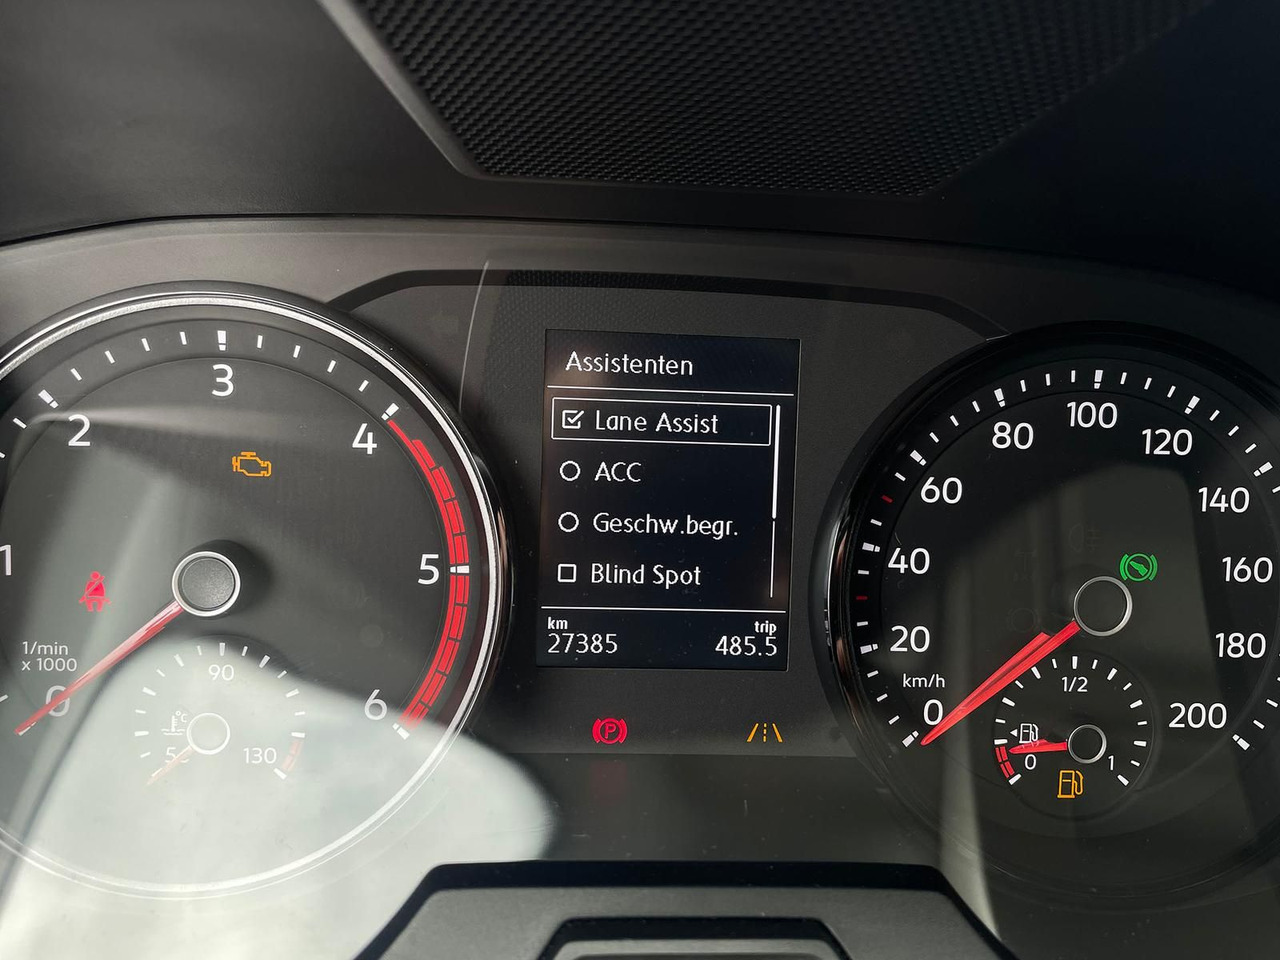 Assistenten
Lane Assist
ACC
Geschw.begr.
Blind Spot
km trip
27385 485.5
1 2 3 4 5 6
0
1/min
x 1000
90
°C
130
P
0 20 40 60 80 100 120 140 160 180 200
km/h
1/2
0 1